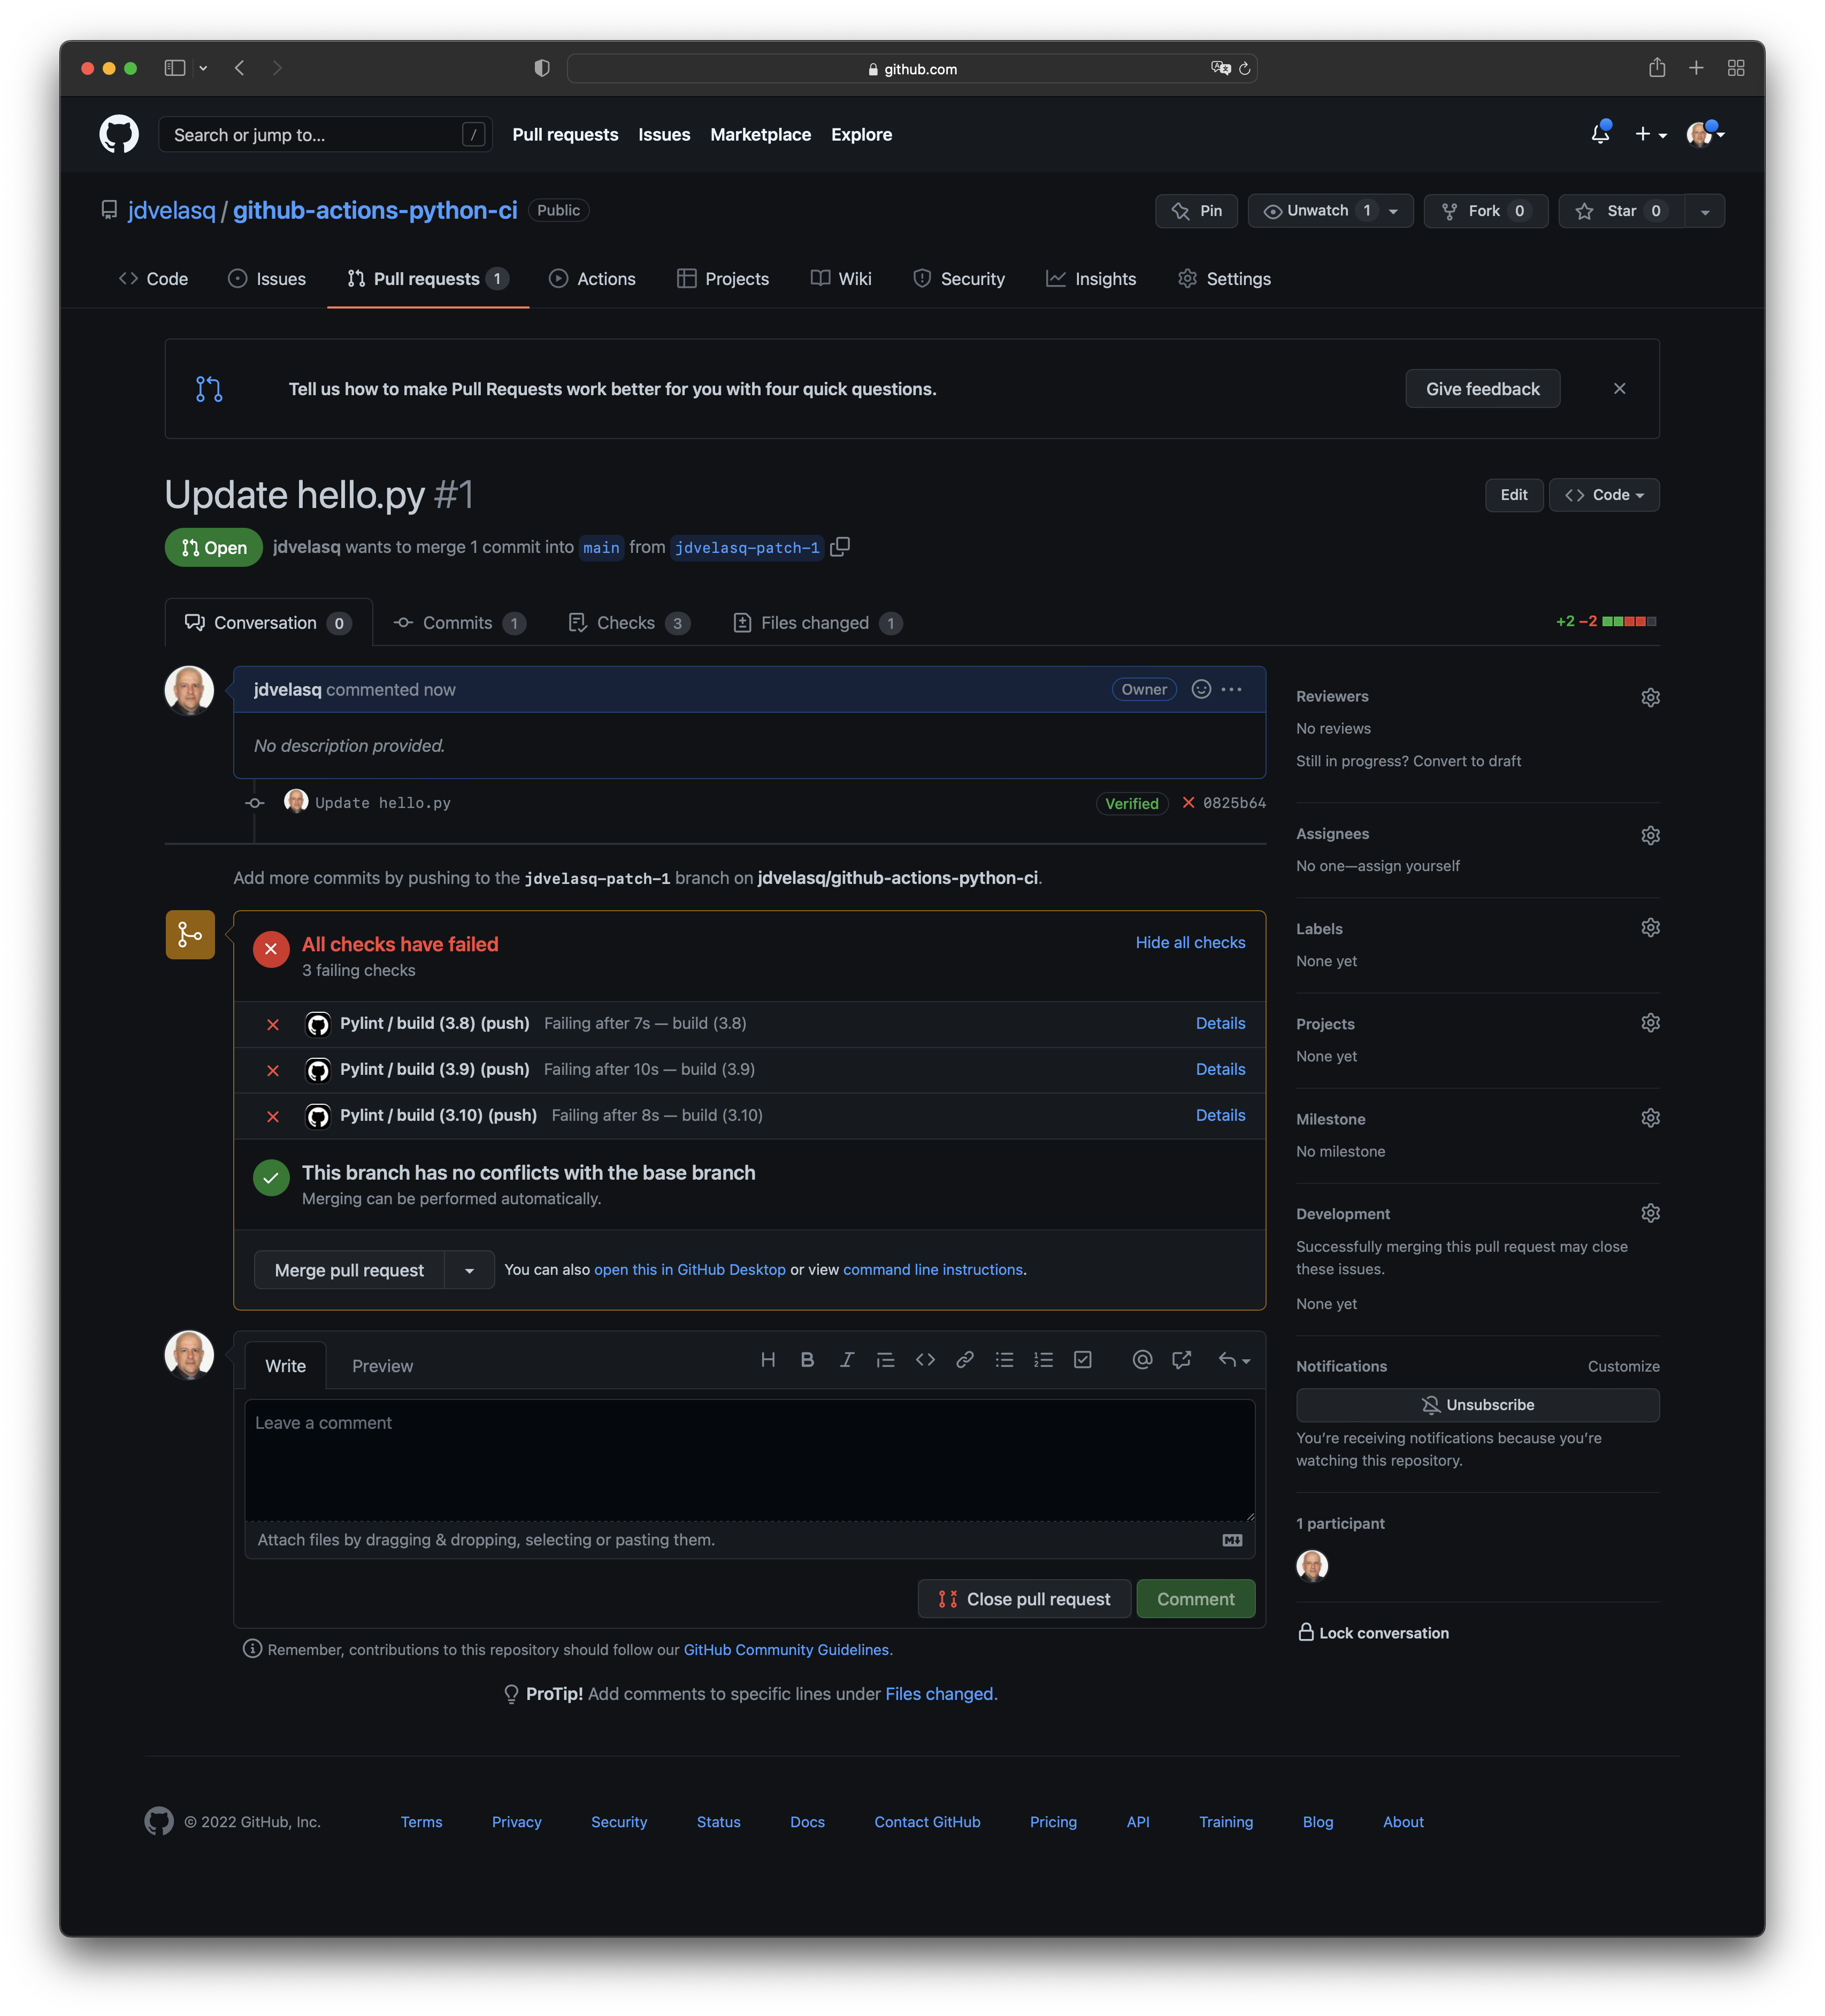 github.com
Search or jump to... /
Pull requests Issues Marketplace Explore
jdvelasq / github-actions-python-ci Public
Pin Unwatch 1 Fork 0 Star 0
Code Issues Pull requests 1 Actions Projects Wiki Security Insights Settings
Tell us how to make Pull Requests work better for you with four quick questions. Give feedback
Update hello.py #1
Edit Code
Open jdvelasq wants to merge 1 commit into main from jdvelasq-patch-1
Conversation 0 Commits 1 Checks 3 Files changed 1
+2 −2
jdvelasq commented now Owner
No description provided.
Update hello.py Verified 0825b64
Add more commits by pushing to the jdvelasq-patch-1 branch on jdvelasq/github-actions-python-ci.
All checks have failed
Hide all checks
3 failing checks
Pylint / build (3.8) (push) Failing after 7s — build (3.8) Details
Pylint / build (3.9) (push) Failing after 10s — build (3.9) Details
Pylint / build (3.10) (push) Failing after 8s — build (3.10) Details
This branch has no conflicts with the base branch
Merging can be performed automatically.
Merge pull request You can also open this in GitHub Desktop or view command line instructions.
Write Preview
Leave a comment
Attach files by dragging & dropping, selecting or pasting them.
Close pull request Comment
Remember, contributions to this repository should follow our GitHub Community Guidelines.
ProTip! Add comments to specific lines under Files changed.
Reviewers
No reviews
Still in progress? Convert to draft
Assignees
No one—assign yourself
Labels
None yet
Projects
None yet
Milestone
No milestone
Development
Successfully merging this pull request may close
these issues.
None yet
Notifications Customize
Unsubscribe
You’re receiving notifications because you’re
watching this repository.
1 participant
Lock conversation
© 2022 GitHub, Inc. Terms Privacy Security Status Docs Contact GitHub Pricing API Training Blog About